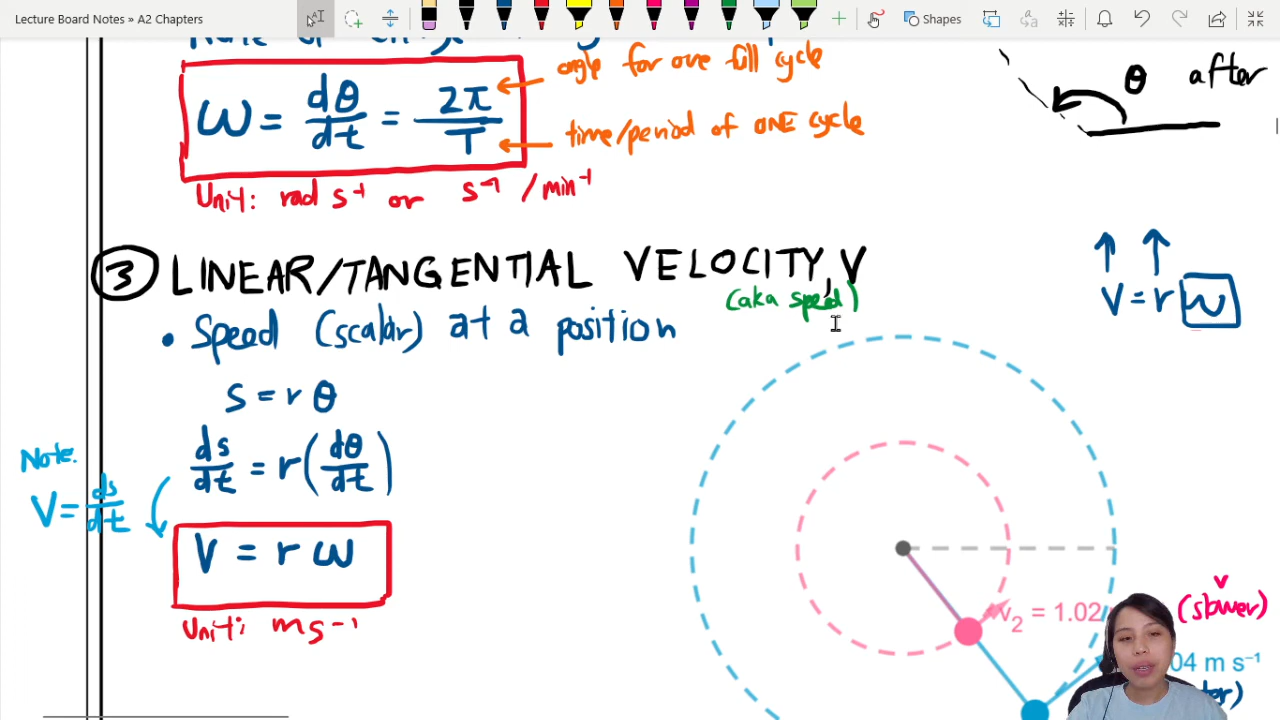 Lecture Board Notes » A2 Chapters
Shapes
ω = dθ/dt = 2π/T
angle for one full cycle
time/period of ONE cycle
Unit: rad s⁻¹ or s⁻¹ / min⁻¹
θ after
③ LINEAR/TANGENTIAL VELOCITY, V
(aka speed)
• Speed (scalar) at a position
↑ ↑
V = r ω
s = r θ
ds/dt = r(dθ/dt)
Note:
V = ds/dt
V = r ω
Unit: ms⁻¹
v₂ = 1.02
v
(slower)
04 m s⁻¹